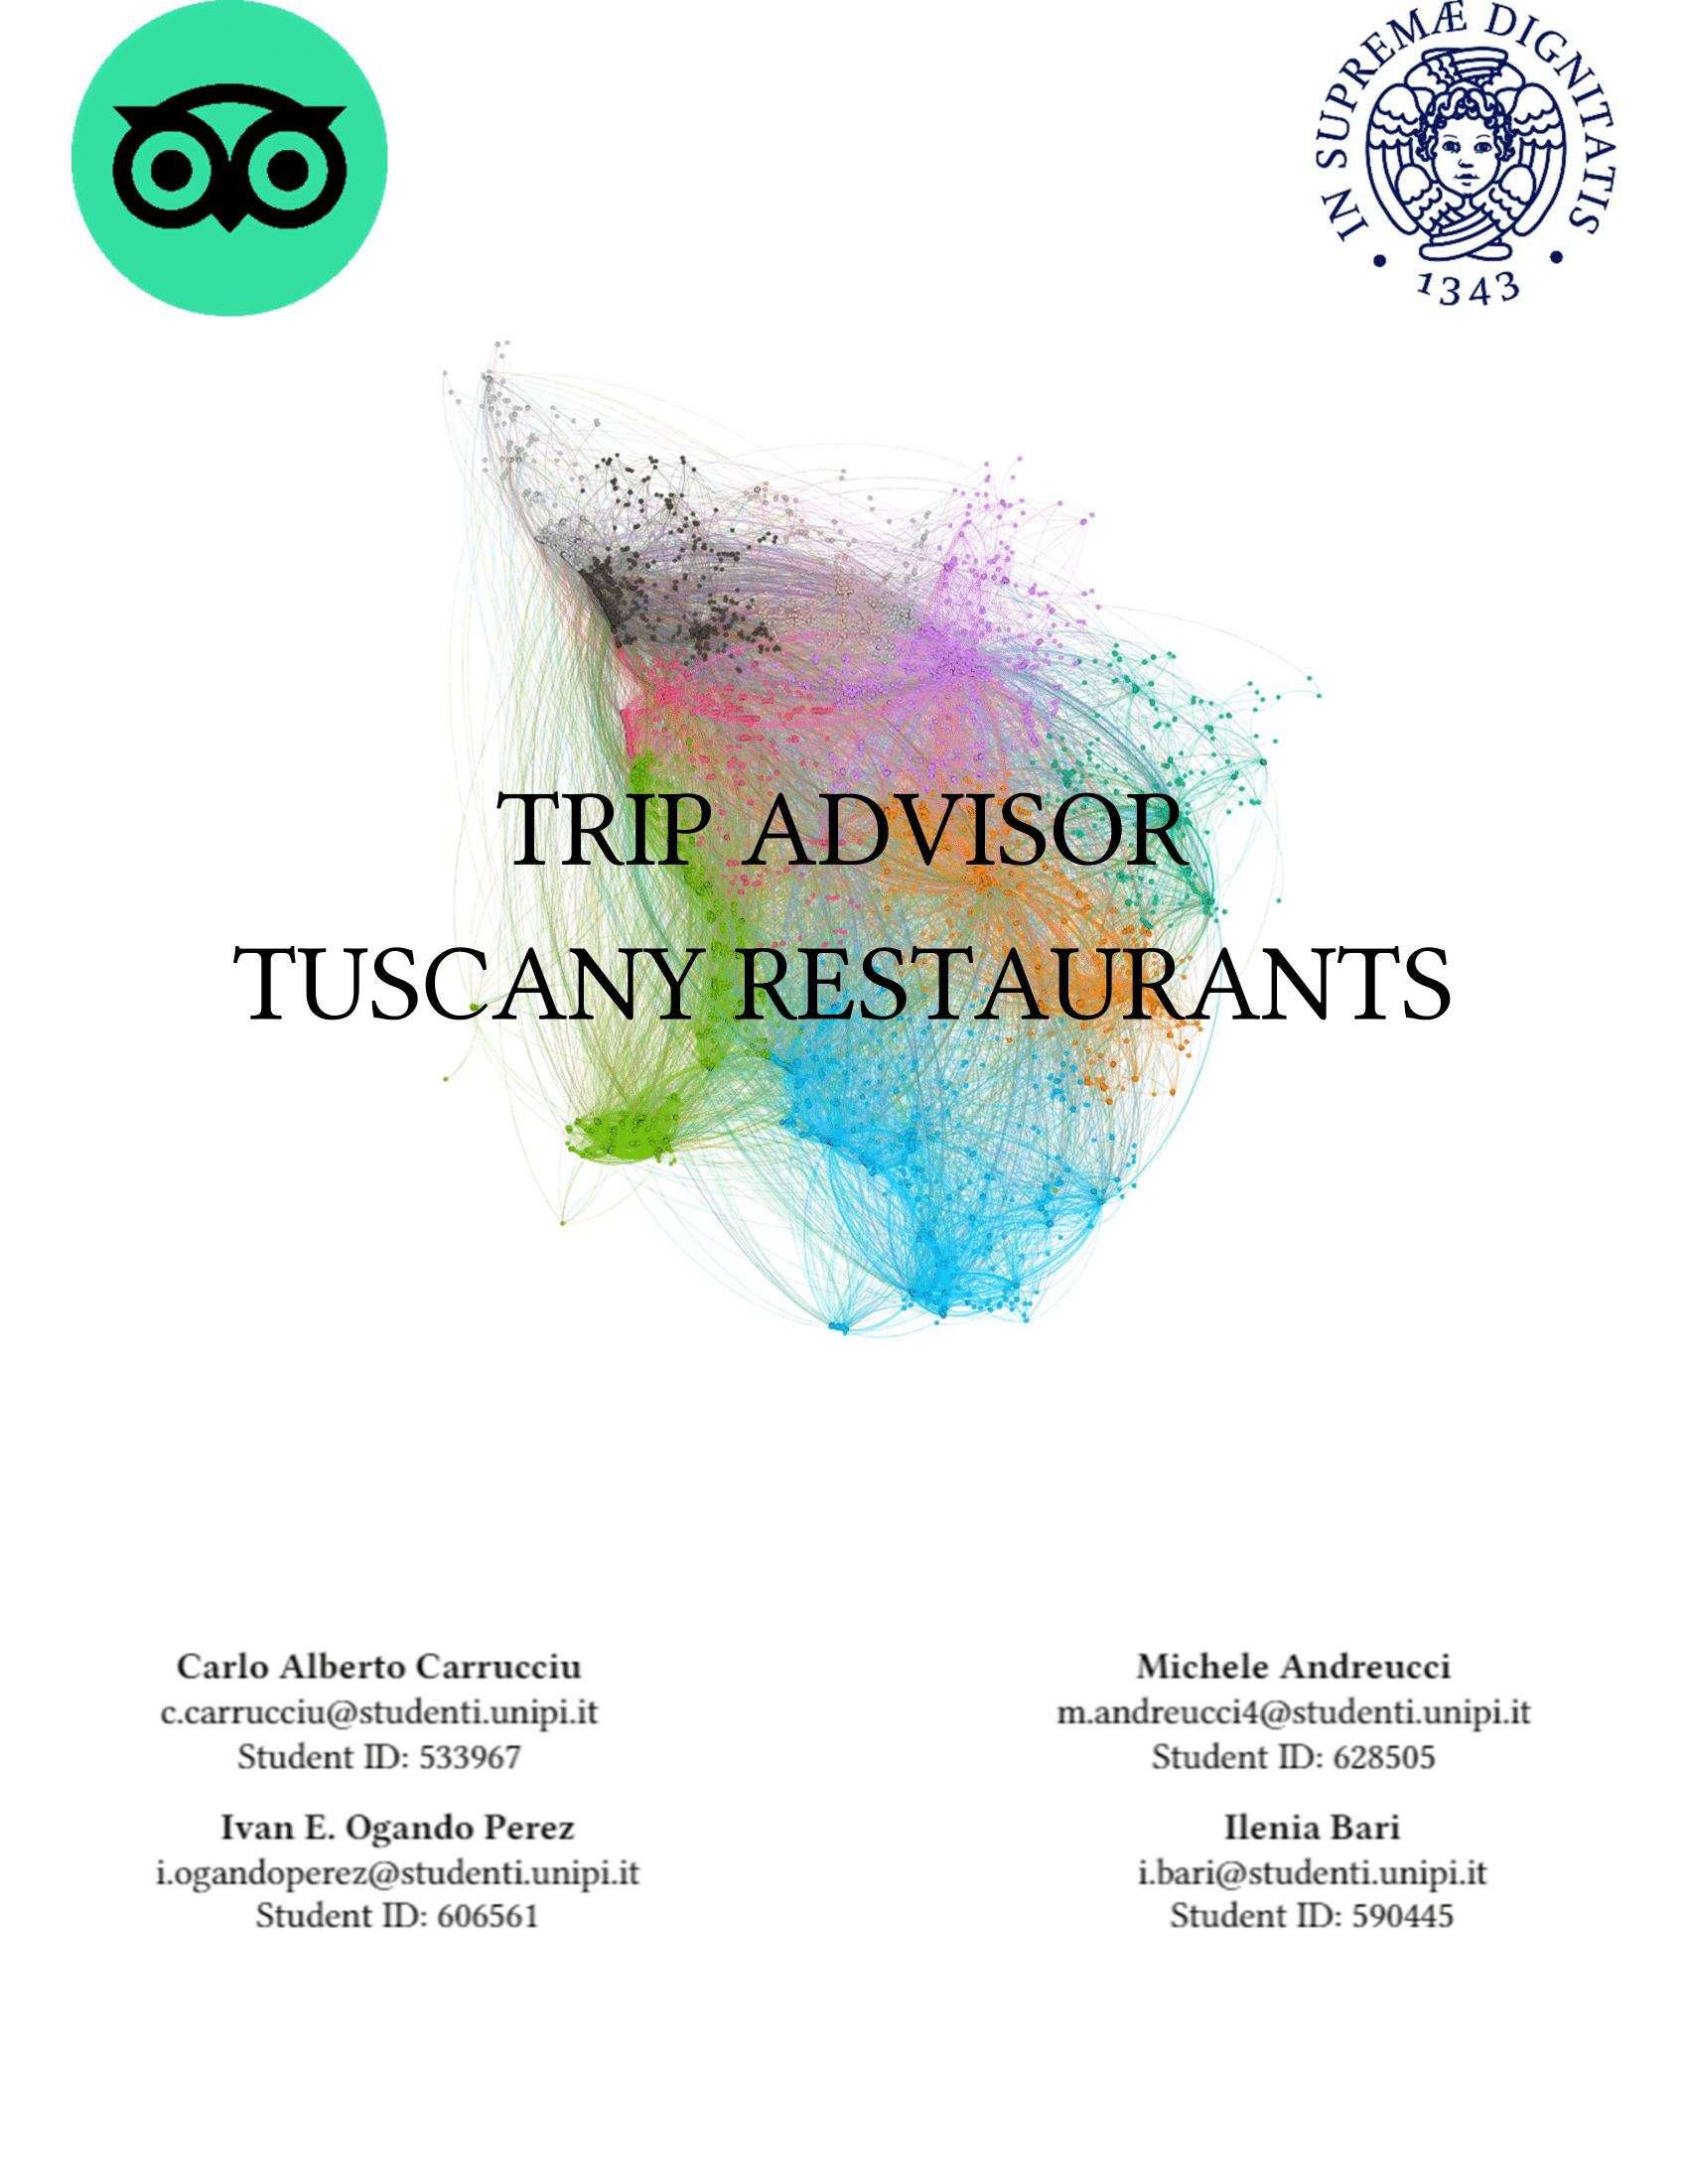 IN SUPREMÆ DIGNITATIS
1343
TRIP ADVISOR
TUSCANY RESTAURANTS
Carlo Alberto Carrucciu
c.carrucciu@studenti.unipi.it
Student ID: 533967
Michele Andreucci
m.andreucci4@studenti.unipi.it
Student ID: 628505
Ivan E. Ogando Perez
i.ogandoperez@studenti.unipi.it
Student ID: 606561
Ilenia Bari
i.bari@studenti.unipi.it
Student ID: 590445